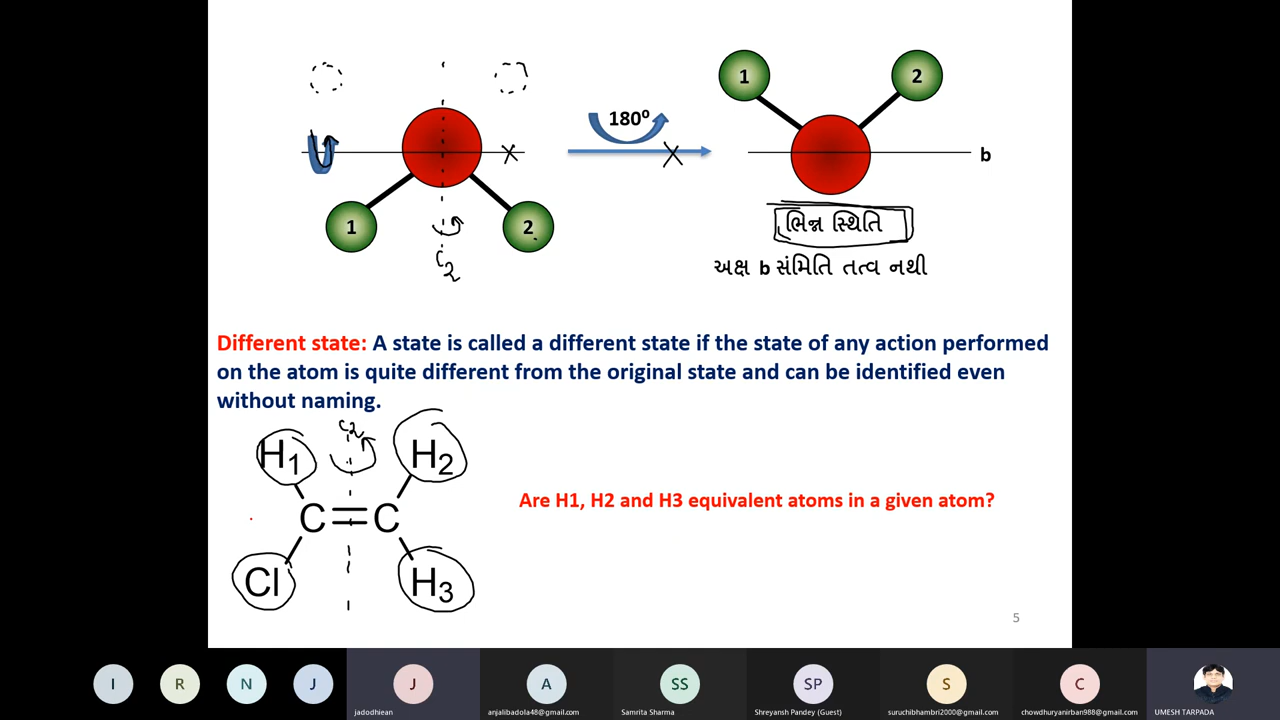 1
2
C2
180º
1
2
b
ભિન્ન સ્થિતિ
અક્ષ b સંમિતિ તત્વ નથી
Different state: A state is called a different state if the state of any action performed
on the atom is quite different from the original state and can be identified even
without naming.
C2
H1 H2
C=C
Cl H3
Are H1, H2 and H3 equivalent atoms in a given atom?
5
I R N J J A SS SP S C
jadodhiean anjalibadola48@gmail.com Samrita Sharma Shreyansh Pandey (Guest) suruchibhambri2000@gmail.com chowdhuryanirban988@gmail.com UMESH TARPADA